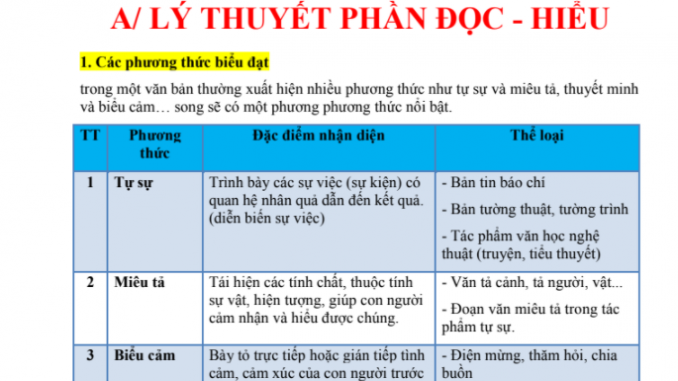 A/ LÝ THUYẾT PHẦN ĐỌC - HIỂU
1. Các phương thức biểu đạt
trong một văn bản thường xuất hiện nhiều phương thức như tự sự và miêu tả, thuyết minh
và biểu cảm… song sẽ có một phương phương thức nổi bật.
TT Phương thức Đặc điểm nhận diện Thể loại
1 Tự sự Trình bày các sự việc (sự kiện) có
quan hệ nhân quả dẫn đến kết quả.
(diễn biến sự việc)
- Bản tin báo chí
- Bản tường thuật, tường trình
- Tác phẩm văn học nghệ
thuật (truyện, tiểu thuyết)
2 Miêu tả Tái hiện các tính chất, thuộc tính
sự vật, hiện tượng, giúp con người
cảm nhận và hiểu được chúng.
- Văn tả cảnh, tả người, vật...
- Đoạn văn miêu tả trong tác
phẩm tự sự.
3 Biểu cảm Bày tỏ trực tiếp hoặc gián tiếp tình
cảm, cảm xúc của con người trước
- Điện mừng, thăm hỏi, chia
buồn